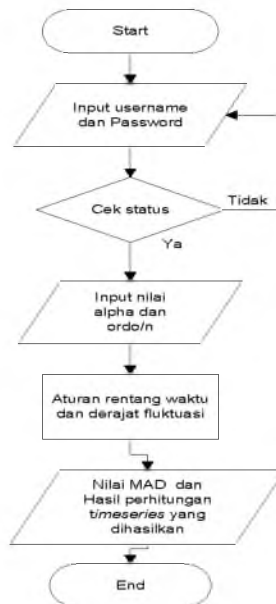 Start
Input username
dan Password
Cek status
Tidak
Ya
Input nilai
alpha dan
ordo/n
Aturan rentang waktu
dan derajat fluktuasi
Nilai MAD dan
Hasil perhitungan
timeseries yang
dihasilkan
End